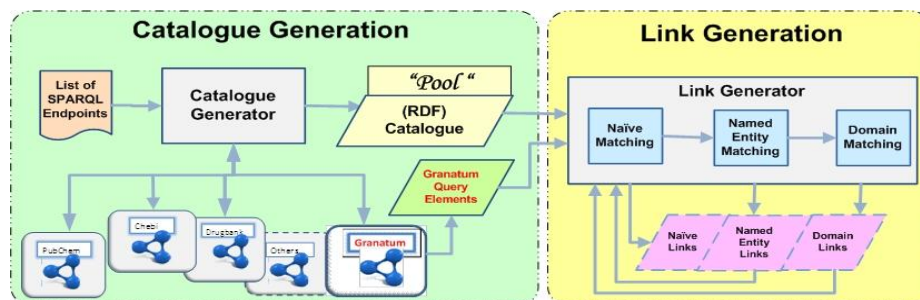 Catalogue Generation
List of
SPARQL
Endpoints
Catalogue
Generator
“Pool “
(RDF)
Catalogue
Granatum
Query
Elements
PubChem
Chebi
Drugbank
Others
Granatum
Link Generation
Link Generator
Naïve
Matching
Named
Entity
Matching
Domain
Matching
Naïve
Links
Named
Entity
Links
Domain
Links